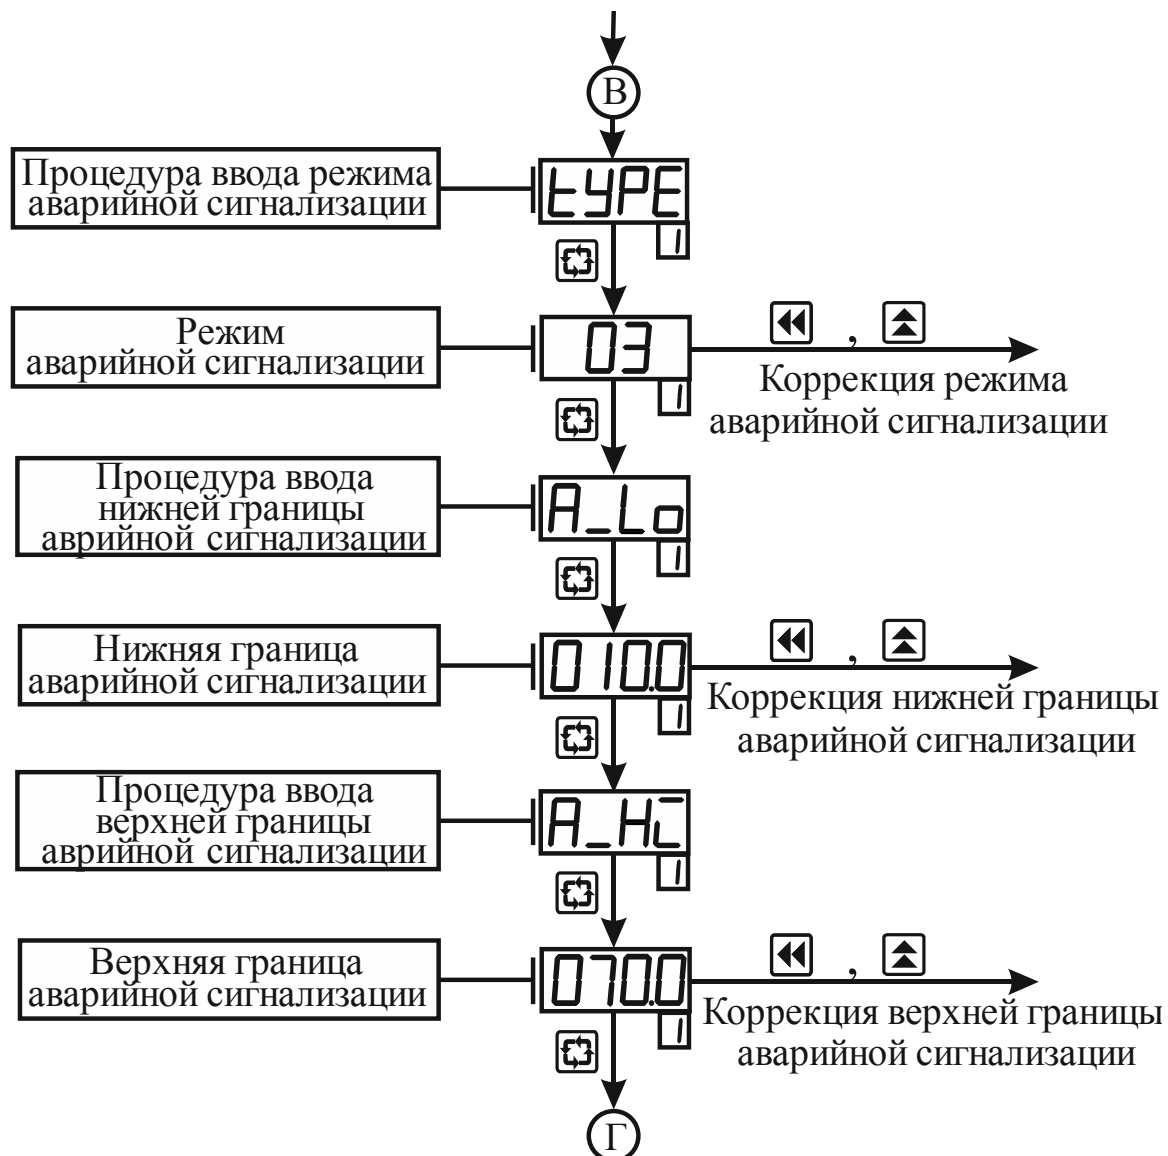 В
Процедура ввода режима
аварийной сигнализации
tYPE
1
Режим
аварийной сигнализации
03
1
,
Коррекция режима
аварийной сигнализации
Процедура ввода
нижней границы
аврийной сигнализации
A_Lo
1
Нижняя граница
аварийной сигнализации
010.0
1
,
Коррекция нижней границы
аварийной сигнализации
Процедура ввода
верхней границы
аврийной сигнализации
A_Hi
1
Верхняя граница
аварийной сигнализации
070.0
1
,
Коррекция верхней границы
аварийной сигнализации
Г